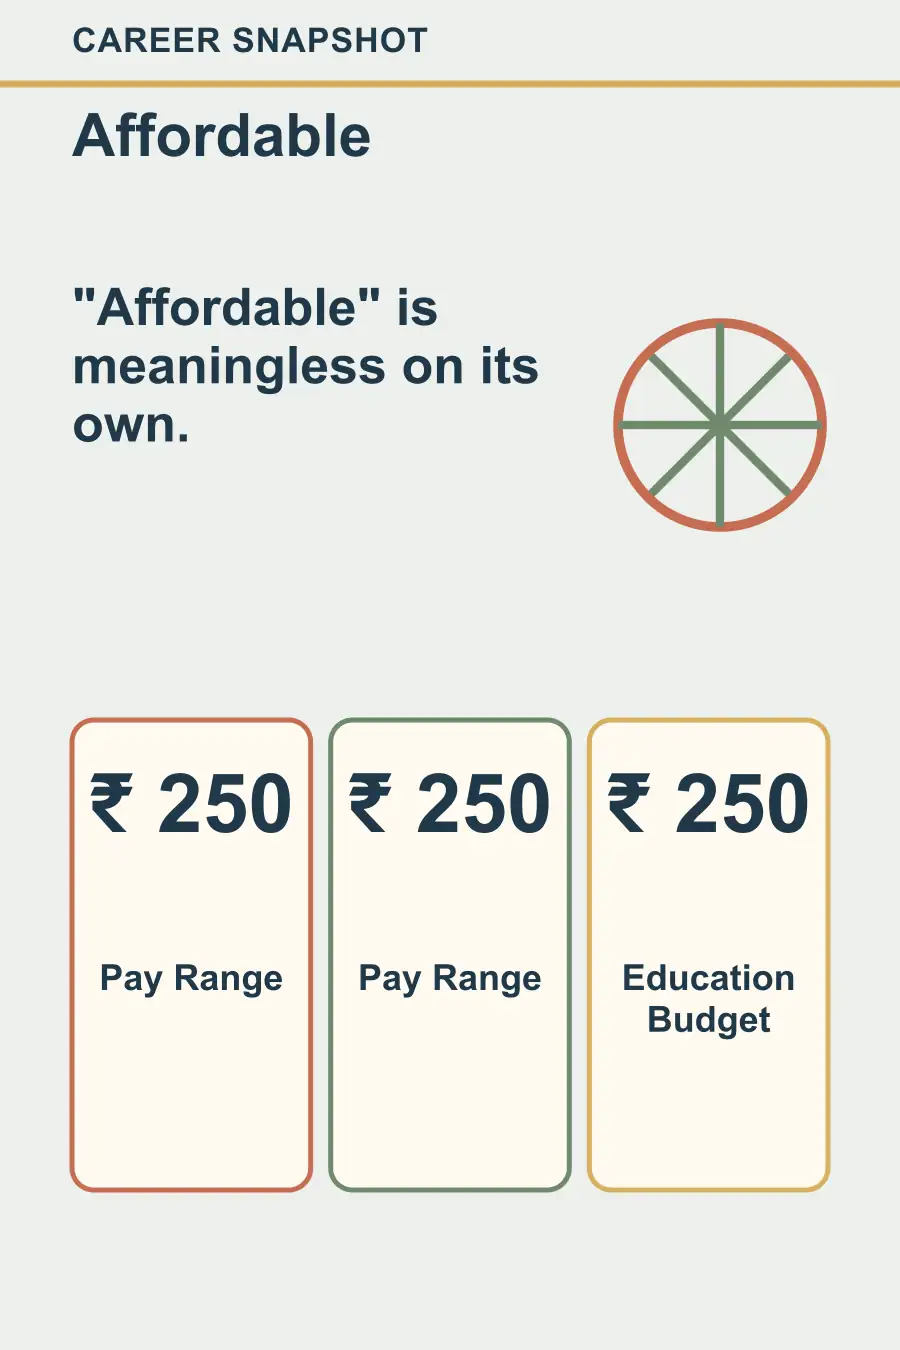 CAREER SNAPSHOT
Affordable
"Affordable" is
meaningless on its
own.
₹ 250
Pay Range
₹ 250
Pay Range
₹ 250
Education
Budget